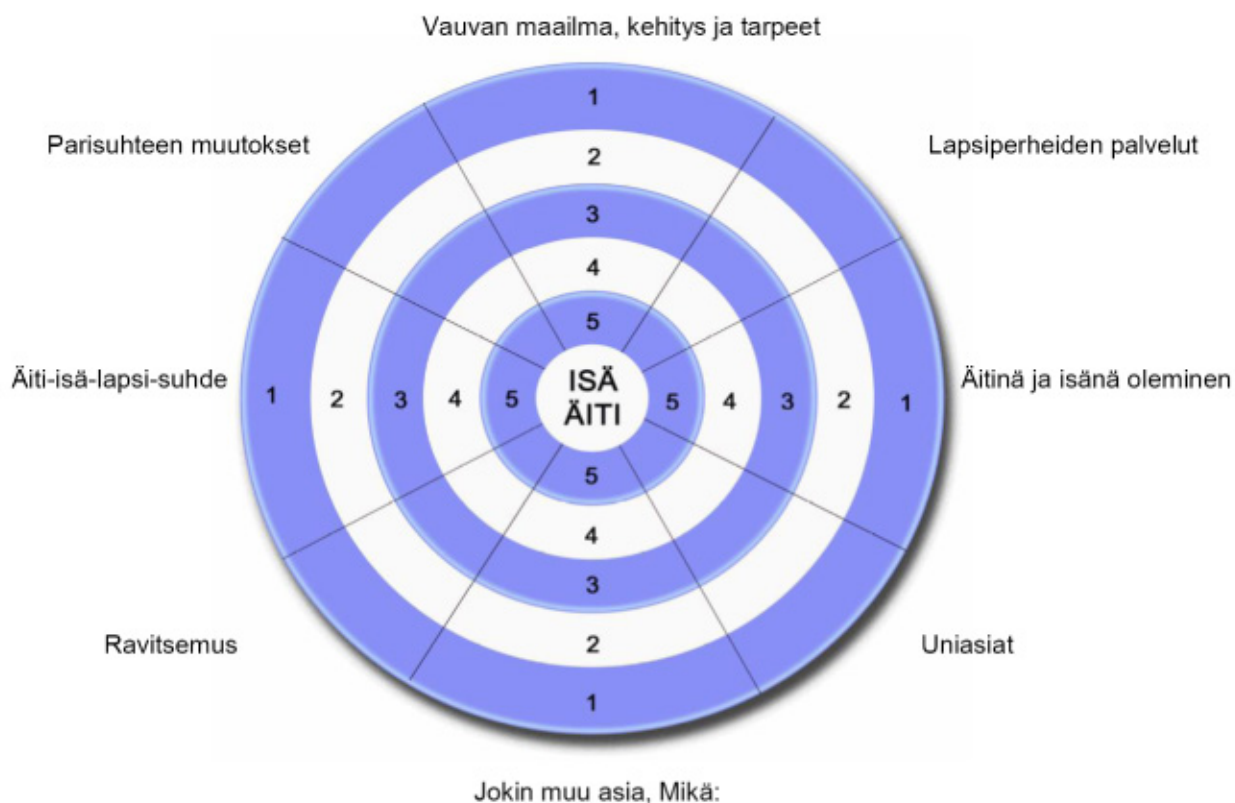 Vauvan maailma, kehitys ja tarpeet
1
Parisuhteen muutokset
Lapsiperheiden palvelut
2
3
4
5
ISÄ
Äiti-isä-lapsi-suhde
1 2 3 4 5
ÄITI
5 4 3 2 1
Äitinä ja isänä oleminen
5
4
3
2
Ravitsemus
Uniasiat
1
Jokin muu asia, Mikä: